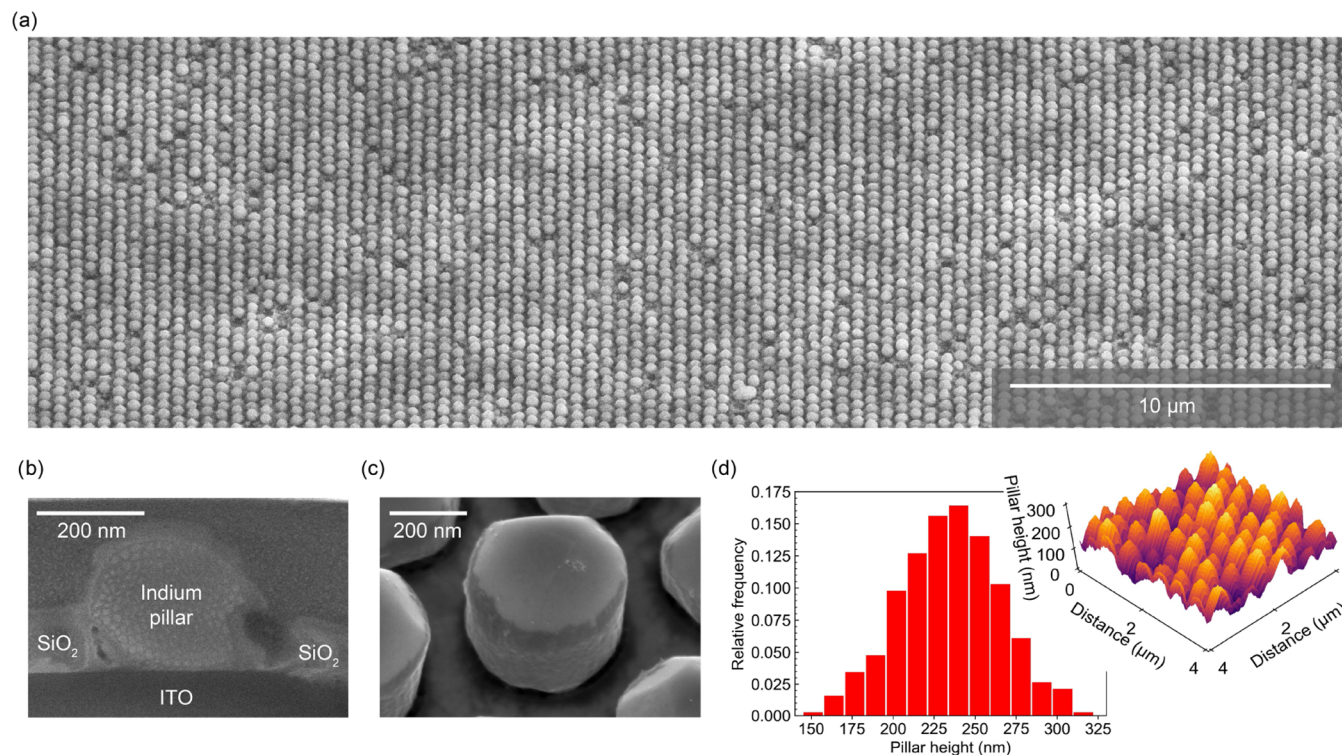 (a)
10 µm
(b)
200 nm
Indium
pillar
SiO2
SiO2
ITO
(c)
200 nm
(d)
0.175
0.150
0.125
0.100
0.075
0.050
0.025
0.000
Relative frequency
150 175 200 225 250 275 300 325
Pillar height (nm)
Pillar height (nm)
300
200
100
0
0
2
4
Distance (µm)
4
2
Distance (µm)